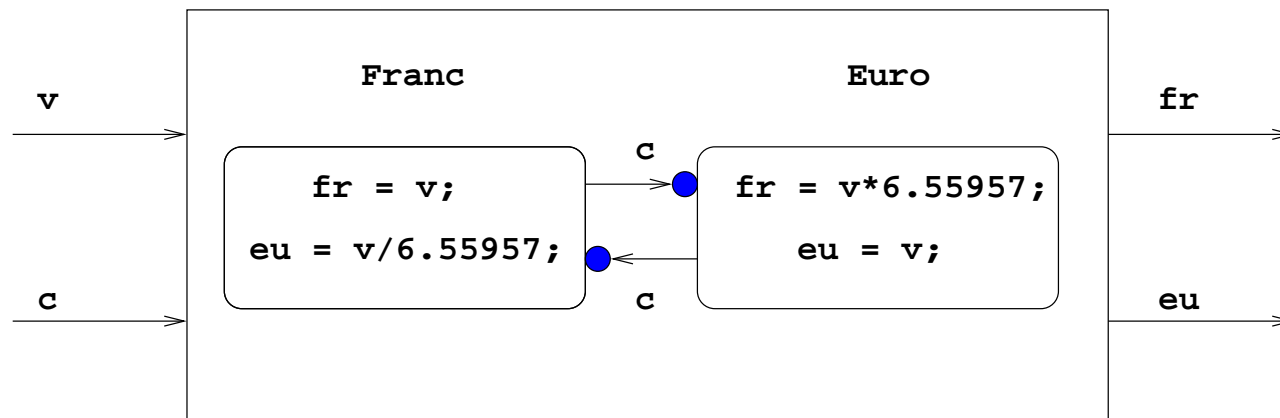 Franc
Euro
v
fr
c
fr = v;
fr = v*6.55957;
eu = v/6.55957;
eu = v;
c
c
eu